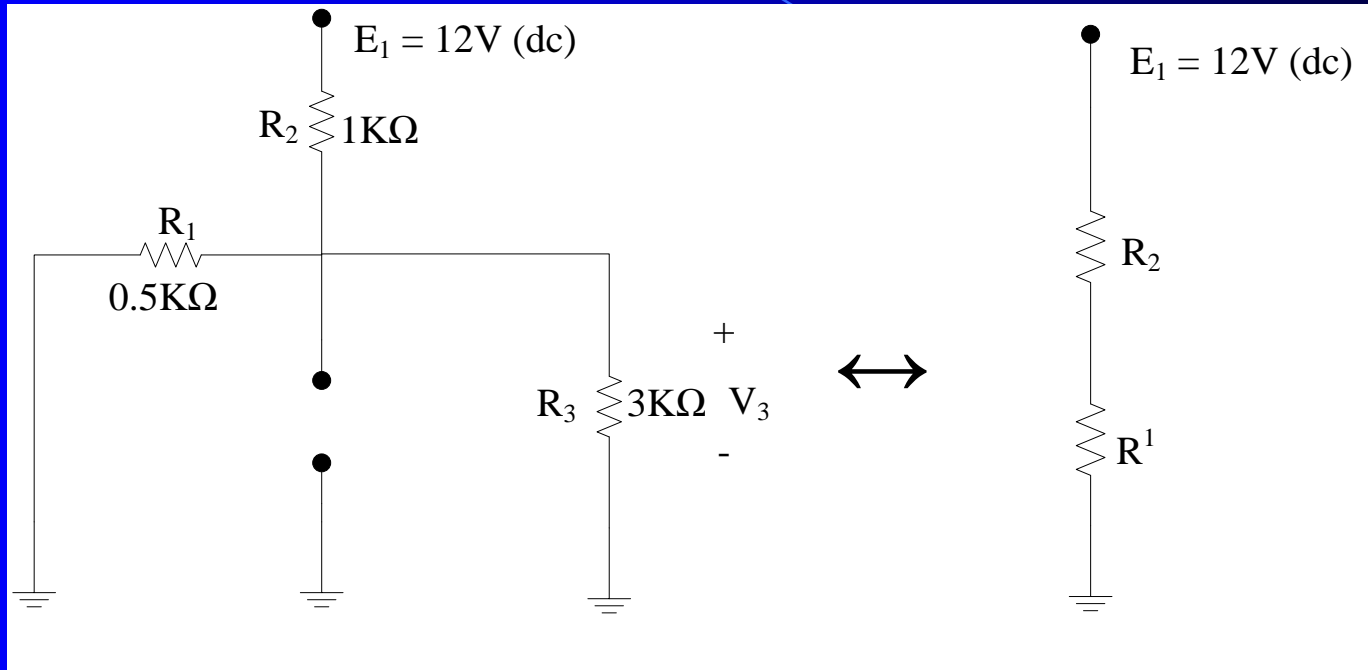 E₁ = 12V (dc)
R₂ 1KΩ
R₁
0.5KΩ
+
R₃ 3KΩ V₃
-
E₁ = 12V (dc)
R₂
R¹